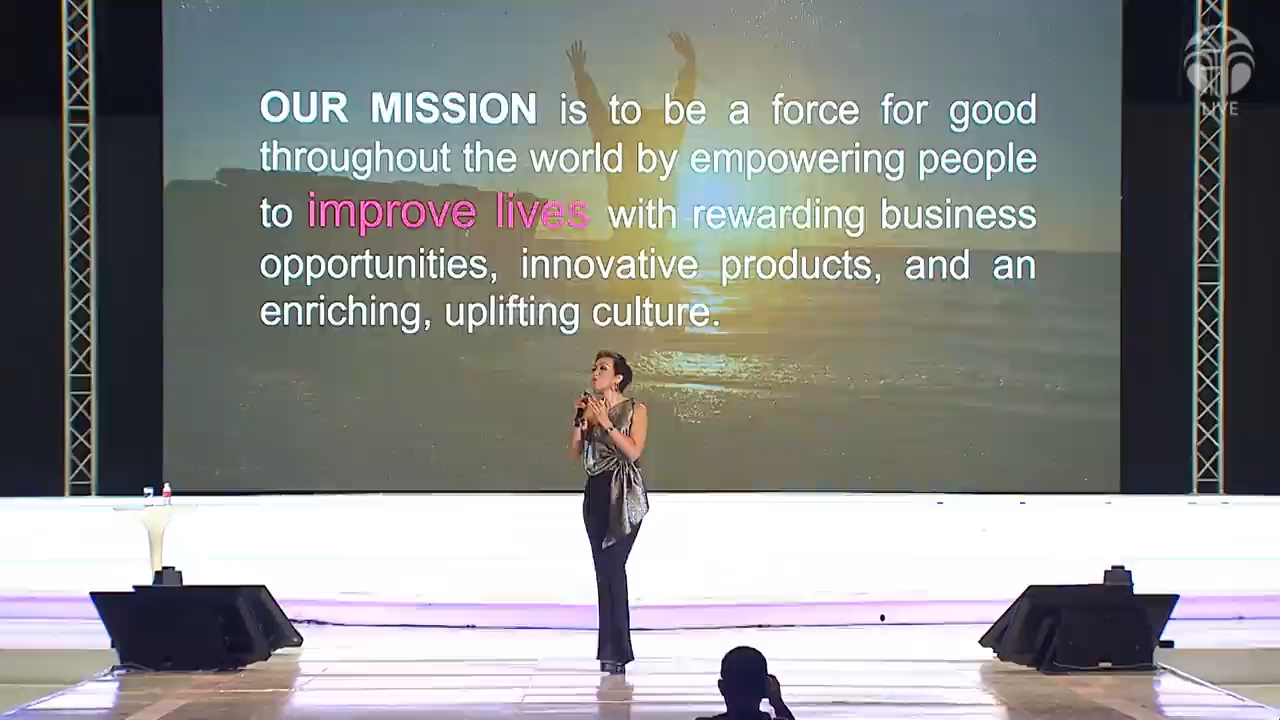 OUR MISSION is to be a force for good
throughout the world by empowering people
to improve lives with rewarding business
opportunities, innovative products, and an
enriching, uplifting culture.
LIVE